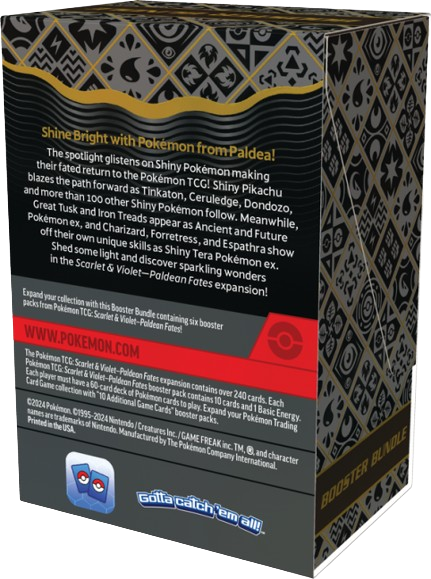 Shine Bright with Pokémon from Paldea!
The spotlight glistens on Shiny Pokémon making
their fated return to the Pokémon TCG! Shiny Pikachu
blazes the path forward as Tinkaton, Ceruledge, Dondozo,
and more than 100 other Shiny Pokémon follow. Meanwhile,
Great Tusk and Iron Treads appear as Ancient and Future
Pokémon ex, and Charizard, Forretress, and Espathra show
off their own unique skills as Shiny Tera Pokémon ex.
Shed some light and discover sparkling wonders
in the Scarlet & Violet—Paldean Fates expansion!
Expand your collection with this Booster Bundle containing six booster
packs from Pokémon TCG: Scarlet & Violet–Paldean Fates!
WWW.POKEMON.COM
The Pokémon TCG: Scarlet & Violet–Paldean Fates expansion contains over 240 cards. Each
Pokémon TCG: Scarlet & Violet–Paldean Fates booster pack contains 10 cards and 1 Basic Energy.
Each player must have a 60-card deck of Pokémon cards to play. Expand your Pokémon Trading
Card Game collection with "10 Additional Game Cards" booster packs.
©2024 Pokémon. ©1995-2024 Nintendo / Creatures Inc. / GAME FREAK inc. TM, ®, and character
names are trademarks of Nintendo. Manufactured by The Pokémon Company International.
Printed in the USA.
Gotta catch 'em all!
BOOSTER BUNDLE